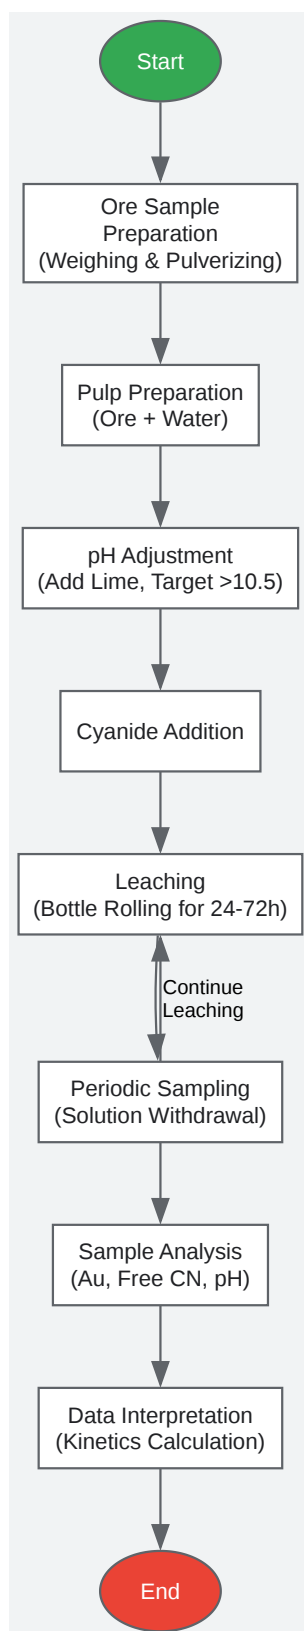 Start
Ore Sample
Preparation
(Weighing & Pulverizing)
Pulp Preparation
(Ore + Water)
pH Adjustment
(Add Lime, Target >10.5)
Cyanide Addition
Leaching
(Bottle Rolling for 24-72h)
Continue
Leaching
Periodic Sampling
(Solution Withdrawal)
Sample Analysis
(Au, Free CN, pH)
Data Interpretation
(Kinetics Calculation)
End